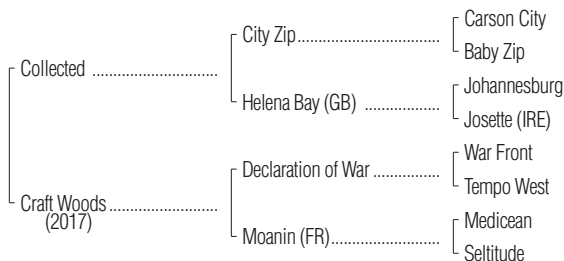 Carson City
City Zip
Baby Zip
Collected
Johannesburg
Helena Bay (GB)
Josette (IRE)
War Front
Declaration of War
Tempo West
Craft Woods
(2017)
Medicean
Moanin (FR)
Seltitude